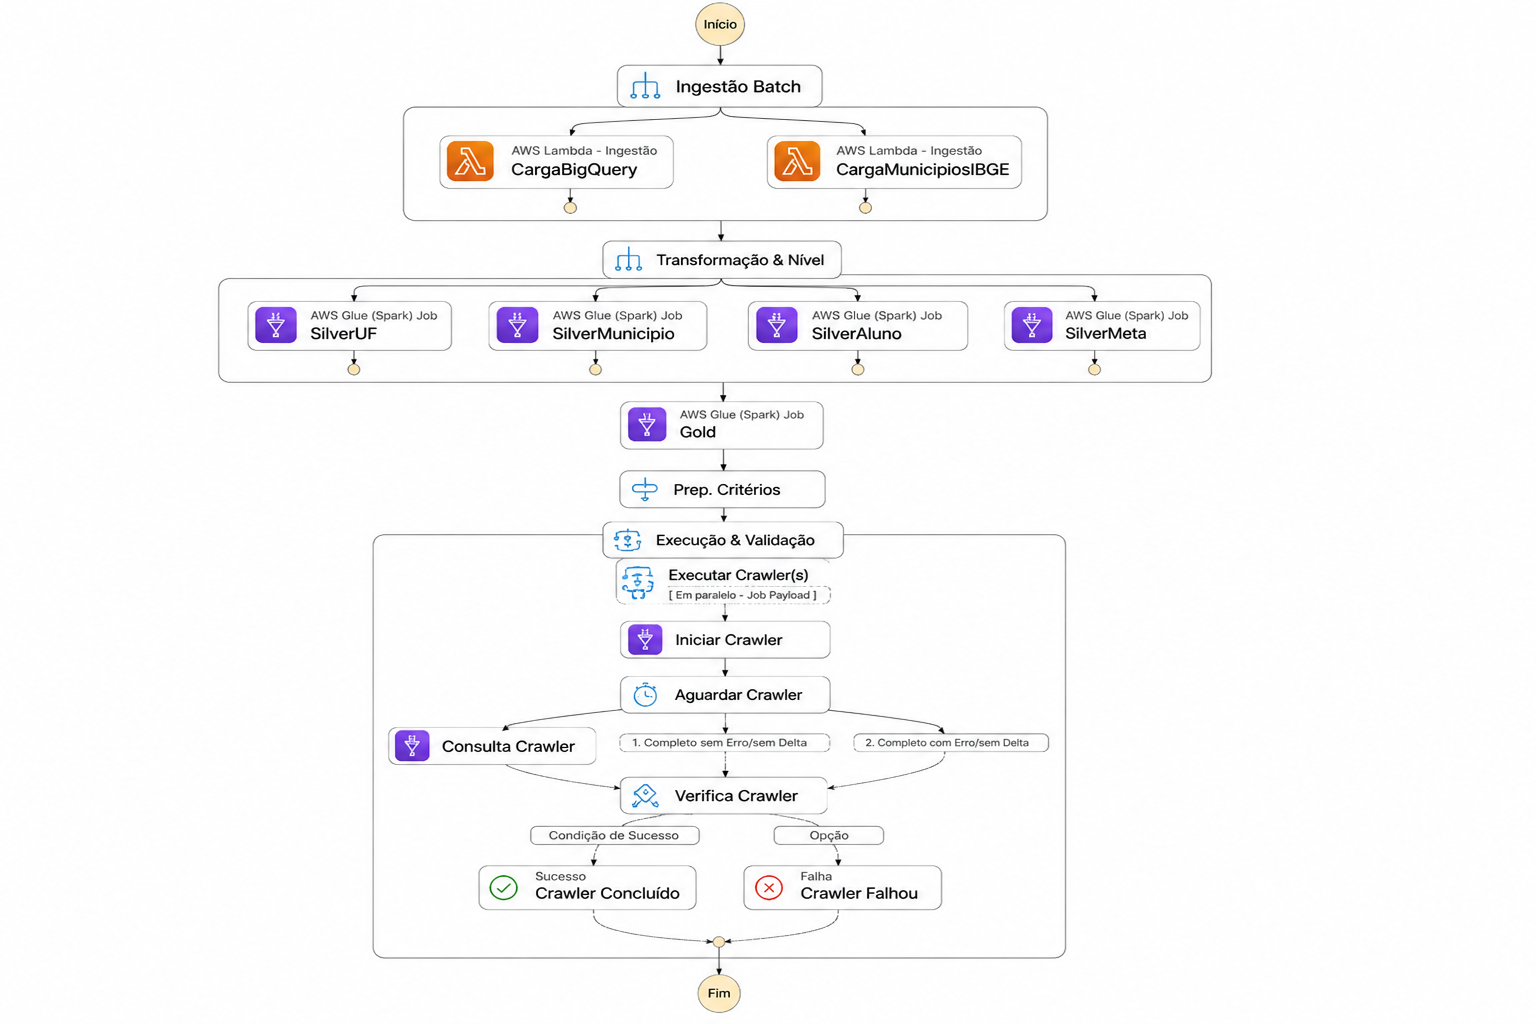 Início
Ingestão Batch
AWS Lambda - Ingestão
CargaBigQuery
AWS Lambda - Ingestão
CargaMunicipiosIBGE
Transformação & Nível
AWS Glue (Spark) Job
SilverUF
AWS Glue (Spark) Job
SilverMunicipio
AWS Glue (Spark) Job
SilverAluno
AWS Glue (Spark) Job
SilverMeta
AWS Glue (Spark) Job
Gold
Prep. Critérios
Execução & Validação
Executar Crawler(s)
[ Em paralelo - Job Payload ]
Iniciar Crawler
Aguardar Crawler
Consulta Crawler
1. Completo sem Erro/sem Delta
2. Completo com Erro/sem Delta
Verifica Crawler
Condição de Sucesso
Opção
Sucesso
Crawler Concluído
Falha
Crawler Falhou
Fim